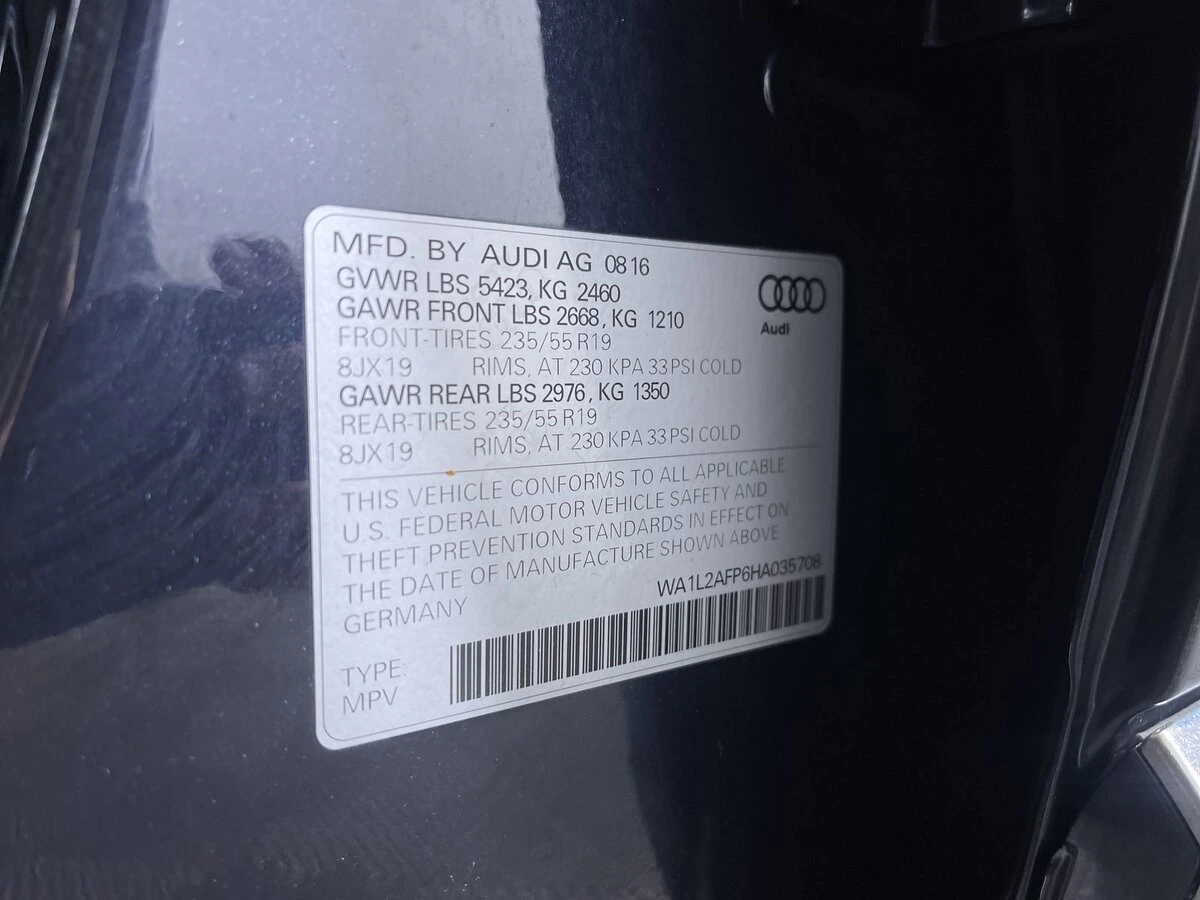 MFD. BY AUDI AG 0816
GVWR LBS 5423, KG 2460
GAWR FRONT LBS 2668, KG 1210
FRONT-TIRES 235/55 R19
8JX19 RIMS, AT 230 KPA 33 PSI COLD
GAWR REAR LBS 2976, KG 1350
REAR-TIRES 235/55 R19
8JX19 RIMS, AT 230 KPA 33 PSI COLD
Audi
THIS VEHICLE CONFORMS TO ALL APPLICABLE
U.S. FEDERAL MOTOR VEHICLE SAFETY AND
THEFT PREVENTION STANDARDS IN EFFECT ON
THE DATE OF MANUFACTURE SHOWN ABOVE
GERMANY
WA1L2AFP6HA035708
TYPE:
MPV